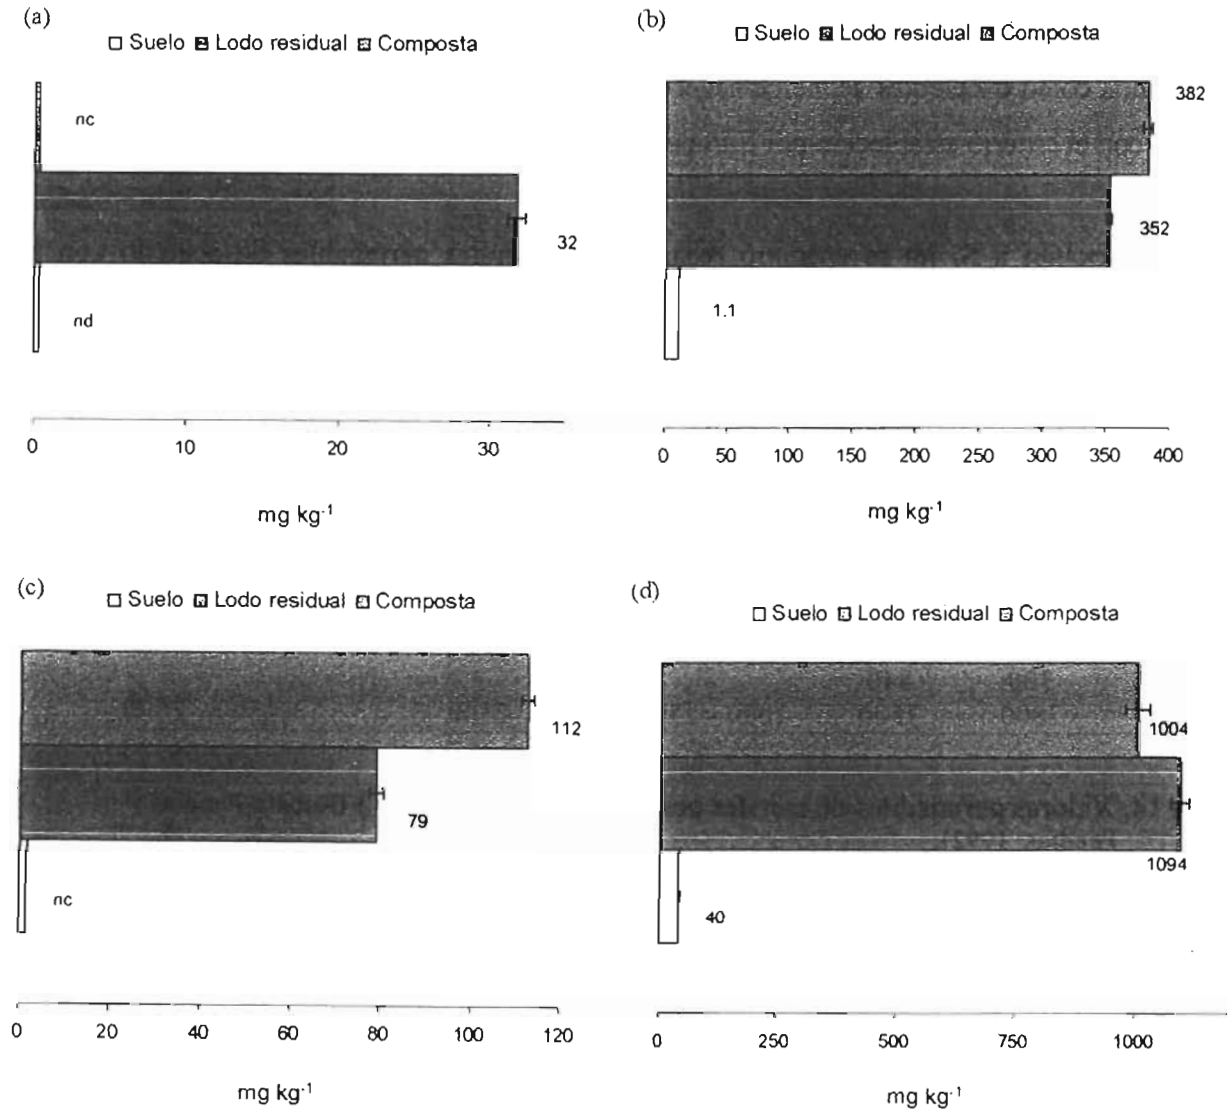 (a)
□ Suelo ■ Lodo residual ■ Composta
nc
32
nd
0 10 20 30
mg kg-1
(b)
□ Suelo ■ Lodo residual ■ Composta
382
352
1.1
0 50 100 150 200 250 300 350 400
mg kg-1
(c)
□ Suelo ■ Lodo residual ■ Composta
112
79
nc
0 20 40 60 80 100 120
mg kg-1
(d)
□ Suelo ■ Lodo residual ■ Composta
1004
1094
40
0 250 500 750 1000
mg kg-1